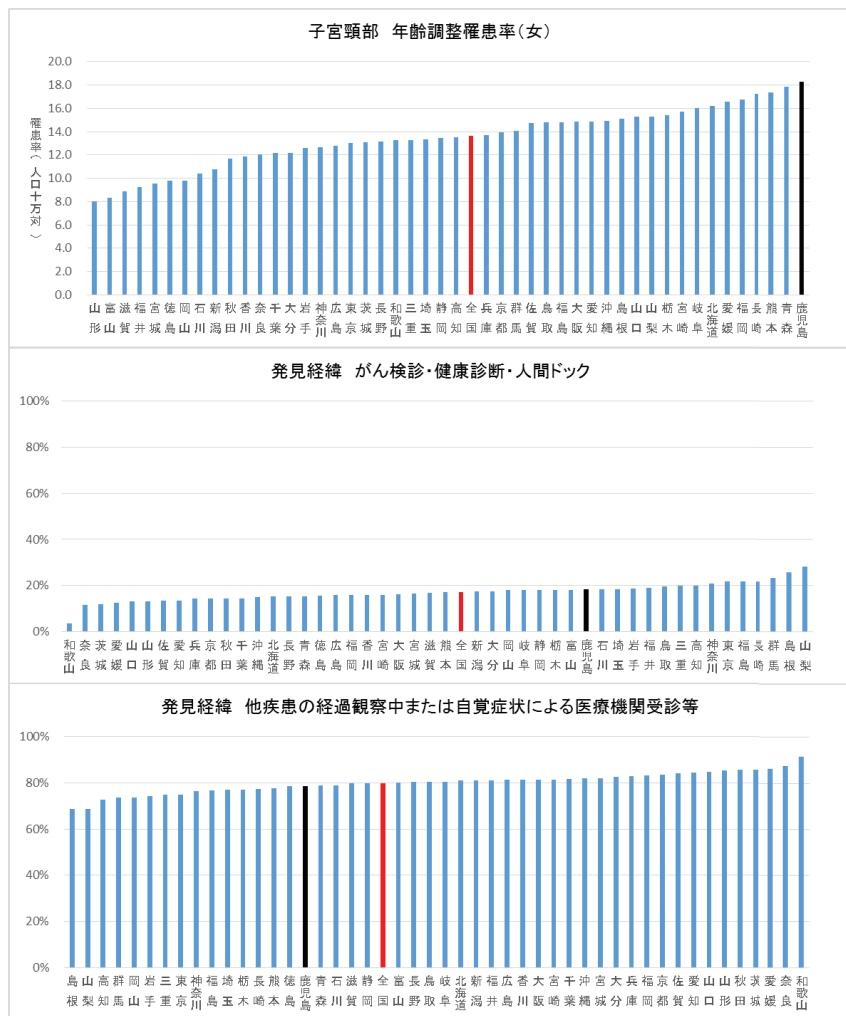 子宮頸部 年齢調整罹患率(女)
罹患率(人口十万対)
20.0
18.0
16.0
14.0
12.0
10.0
8.0
6.0
4.0
2.0
0.0
山形
富山
滋賀
福井
宮城
徳島
岡山
石川
新潟
秋田
香川
奈良
千葉
大分
岩手
神奈川
広島
東京
茨城
長野
和歌山
三重
埼玉
静岡
高知
全国
兵庫
京都
群馬
佐賀
鳥取
福島
大阪
愛知
沖縄
島根
山口
山梨
栃木
宮崎
岐阜
北海道
愛媛
福岡
長崎
熊本
青森
鹿児島
発見経緯 がん検診・健康診断・人間ドック
100%
80%
60%
40%
20%
0%
和歌山
奈良
茨城
愛媛
山口
山形
佐賀
愛知
兵庫
京都
秋田
千葉
沖縄
北海道
長野
青森
徳島
広島
福岡
香川
宮崎
大阪
宮城
滋賀
熊本
全国
新潟
大分
岡山
岐阜
静岡
栃木
富山
鹿児島
石川
埼玉
岩手
福井
鳥取
三重
高知
神奈川
東京
福島
長崎
群馬
島根
山梨
発見経緯 他疾患の経過観察中または自覚症状による医療機関受診等
100%
80%
60%
40%
20%
0%
島根
山梨
高知
群馬
岡山
岩手
三重
東京
神奈川
福島
埼玉
栃木
長崎
熊本
徳島
鹿児島
青森
石川
滋賀
静岡
全国
富山
長野
鳥取
岐阜
北海道
新潟
福井
広島
香川
大阪
宮崎
千葉
沖縄
宮城
大分
兵庫
福岡
京都
佐賀
愛知
山口
山形
秋田
茨城
愛媛
奈良
和歌山